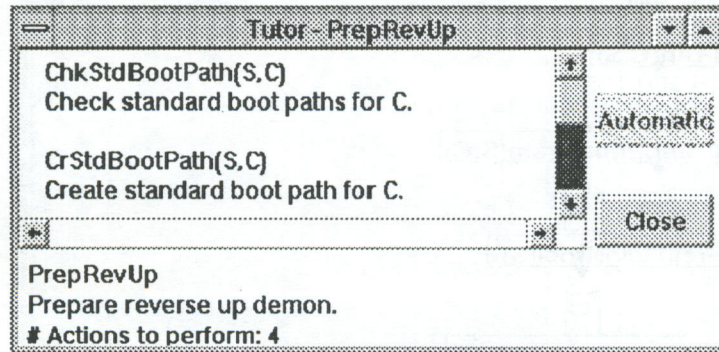 Tutor - PrepRevUp
ChkStdBootPath(S,C)
Check standard boot paths for C.
CrStdBootPath(S,C)
Create standard boot path for C.
Automatic
Close
PrepRevUp
Prepare reverse up demon.
# Actions to perform: 4